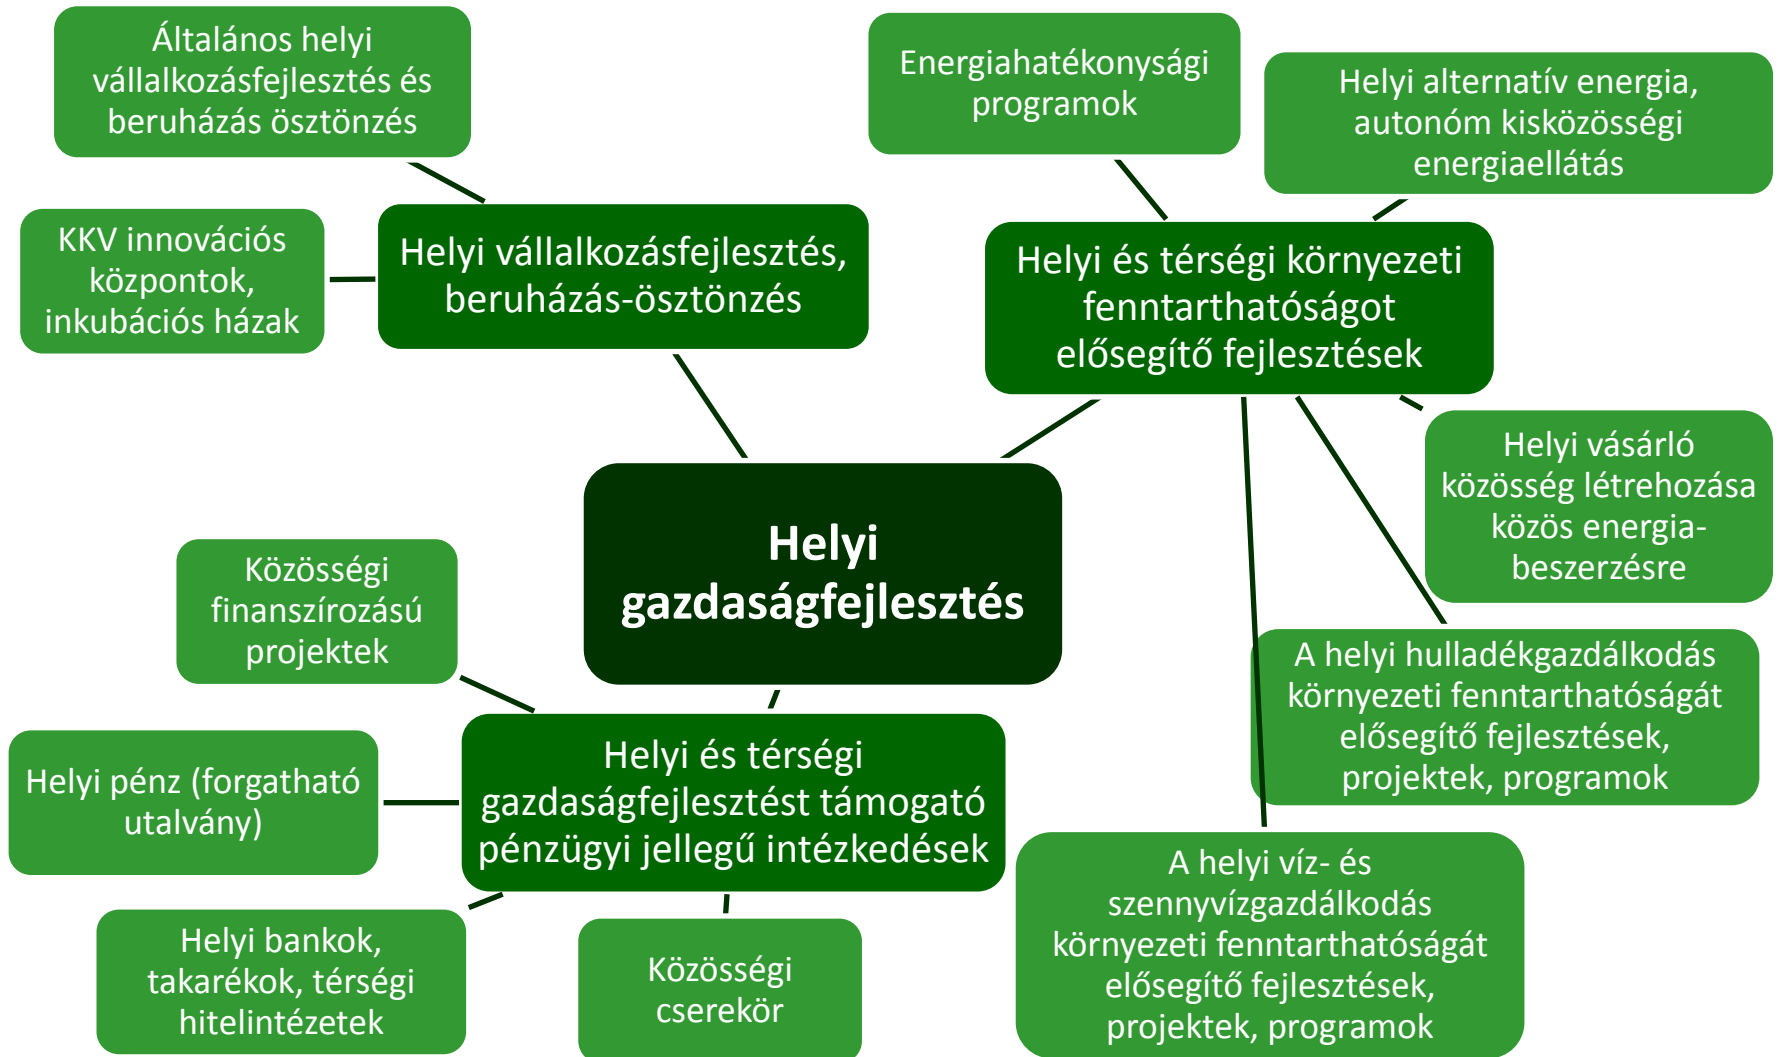 Általános helyi
vállalkozásfejlesztés és
beruházás ösztönzés
Energiahatékonysági
programok
Helyi alternatív energia,
autonóm kisközösségi
energiaellátás
KKV innovációs
központok,
inkubációs házak
Helyi vállalkozásfejlesztés,
beruházás-ösztönzés
Helyi és térségi környezeti
fenntarthatóságot
elősegítő fejlesztések
Helyi vásárló
közösség létrehozása
közös energia-
beszerzésre
Helyi
gazdaságfejlesztés
Közösségi
finanszírozású
projektek
A helyi hulladékgazdálkodás
környezeti fenntarthatóságát
elősegítő fejlesztések,
projektek, programok
Helyi pénz (forgatható
utalvány)
Helyi és térségi
gazdaságfejlesztést támogató
pénzügyi jellegű intézkedések
A helyi víz- és
szennyvízgazdálkodás
környezeti fenntarthatóságát
elősegítő fejlesztések,
projektek, programok
Helyi bankok,
takarékok, térségi
hitelintézetek
Közösségi
cserekör